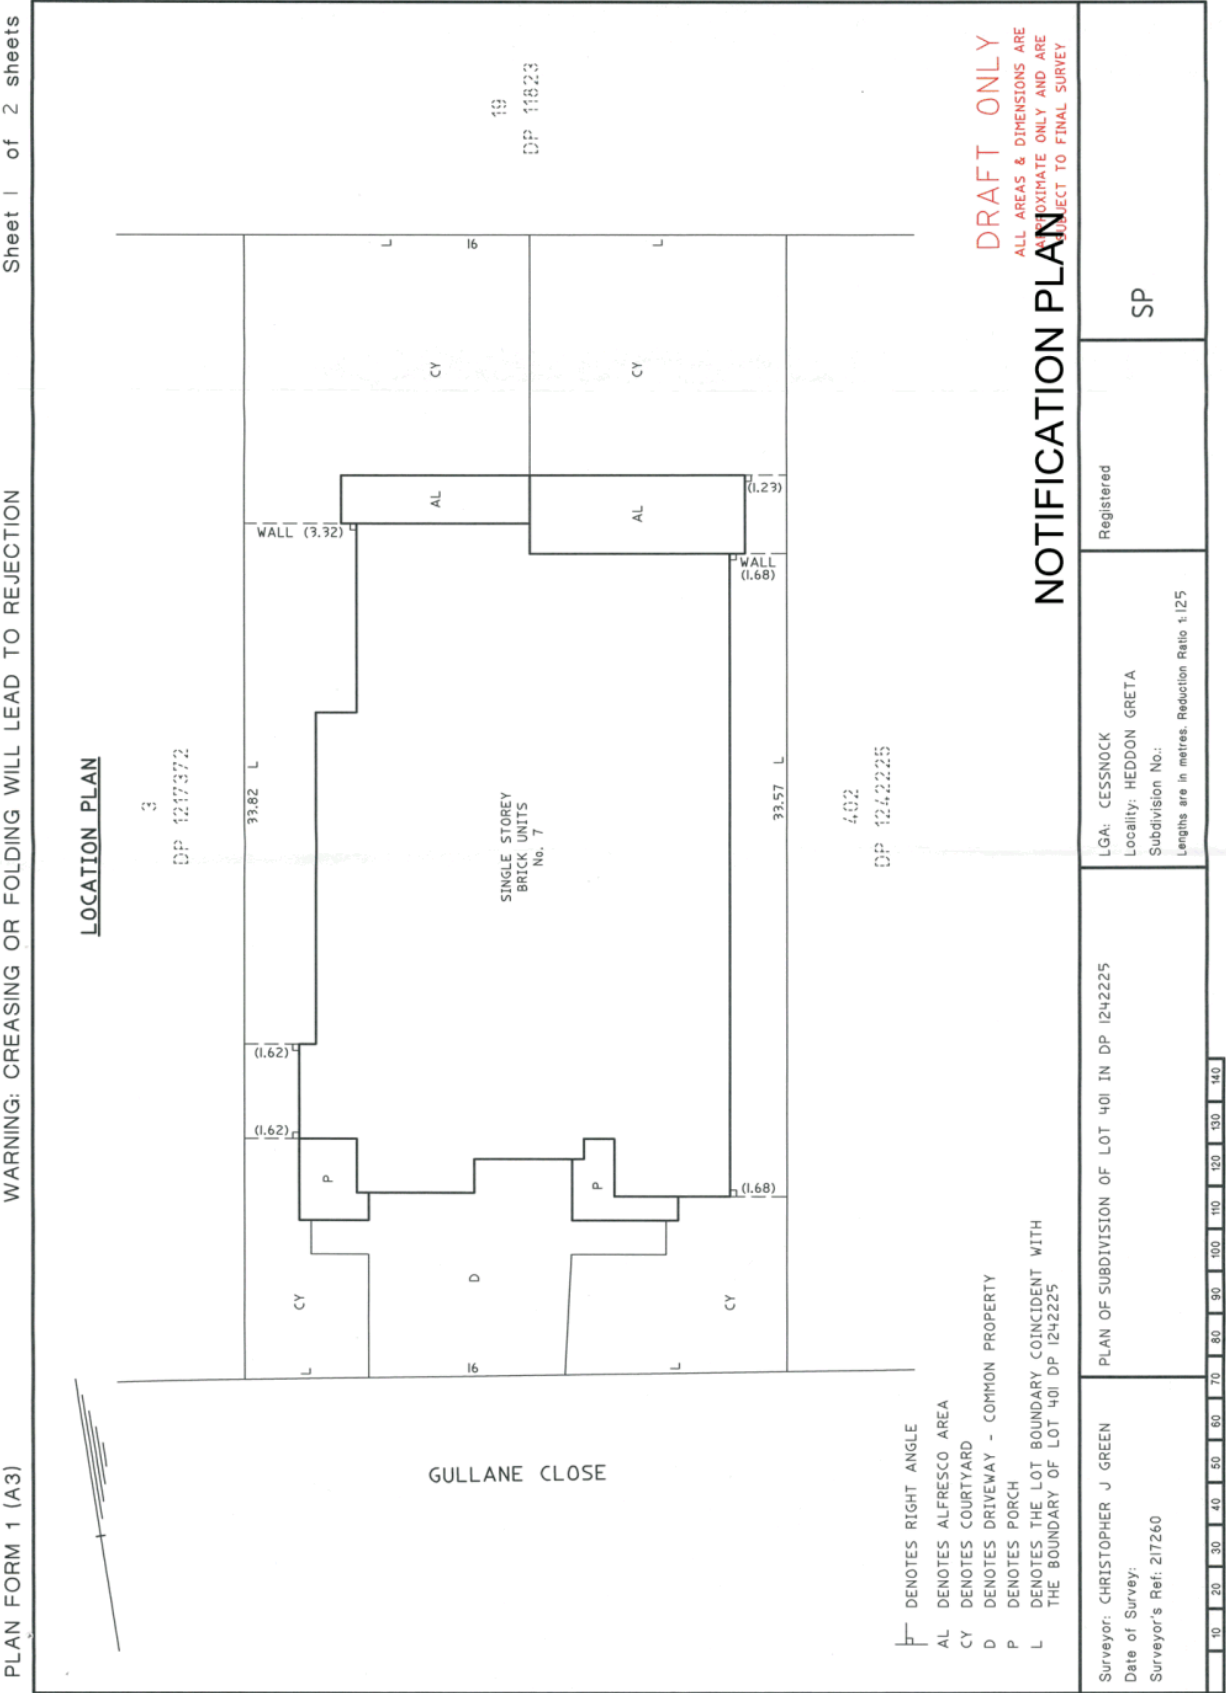 PLAN FORM 1 (A3)
WARNING: CREASING OR FOLDING WILL LEAD TO REJECTION
Sheet 1 of 2 sheets
LOCATION PLAN
3
DP 1217372
19
DP 11823
33.82 L
(1.62)
(1.62)
WALL (3.32)
L
16
L
CY
CY
AL
AL
(1.23)
WALL
(1.68)
SINGLE STOREY
BRICK UNITS
No. 7
P
P
(1.68)
CY
D
CY
L
16
L
33.57 L
402
DP 1242225
GULLANE CLOSE
DENOTES RIGHT ANGLE
AL DENOTES ALFRESCO AREA
CY DENOTES COURTYARD
D DENOTES DRIVEWAY - COMMON PROPERTY
P DENOTES PORCH
L DENOTES THE LOT BOUNDARY COINCIDENT WITH
THE BOUNDARY OF LOT 401 DP 1242225
DRAFT ONLY
ALL AREAS & DIMENSIONS ARE
APPROXIMATE ONLY AND ARE
SUBJECT TO FINAL SURVEY
NOTIFICATION PLAN
Surveyor: CHRISTOPHER J GREEN
Date of Survey:
Surveyor's Ref: 217260
PLAN OF SUBDIVISION OF LOT 401 IN DP 1242225
LGA: CESSNOCK
Locality: HEDDON GRETA
Subdivision No.:
Lengths are in metres. Reduction Ratio 1:125
Registered
SP
10 20 30 40 50 60 70 80 90 100 110 120 130 140